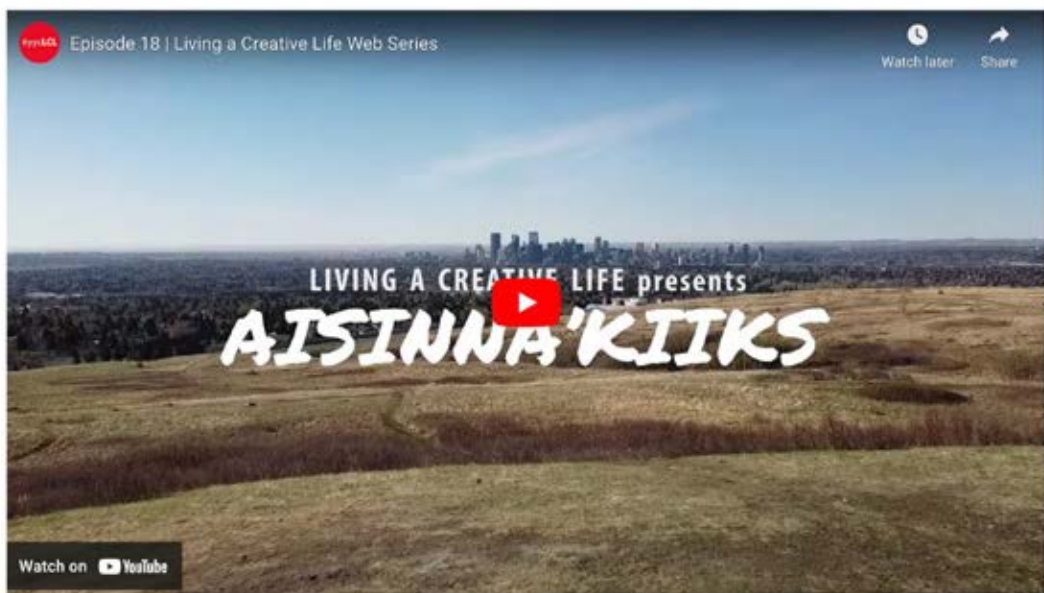 #yycLCL
Episode 18 | Living a Creative Life Web Series
Watch later
Share
LIVING A CREATIVE LIFE presents
AISINNA'KIIKS
Watch on YouTube